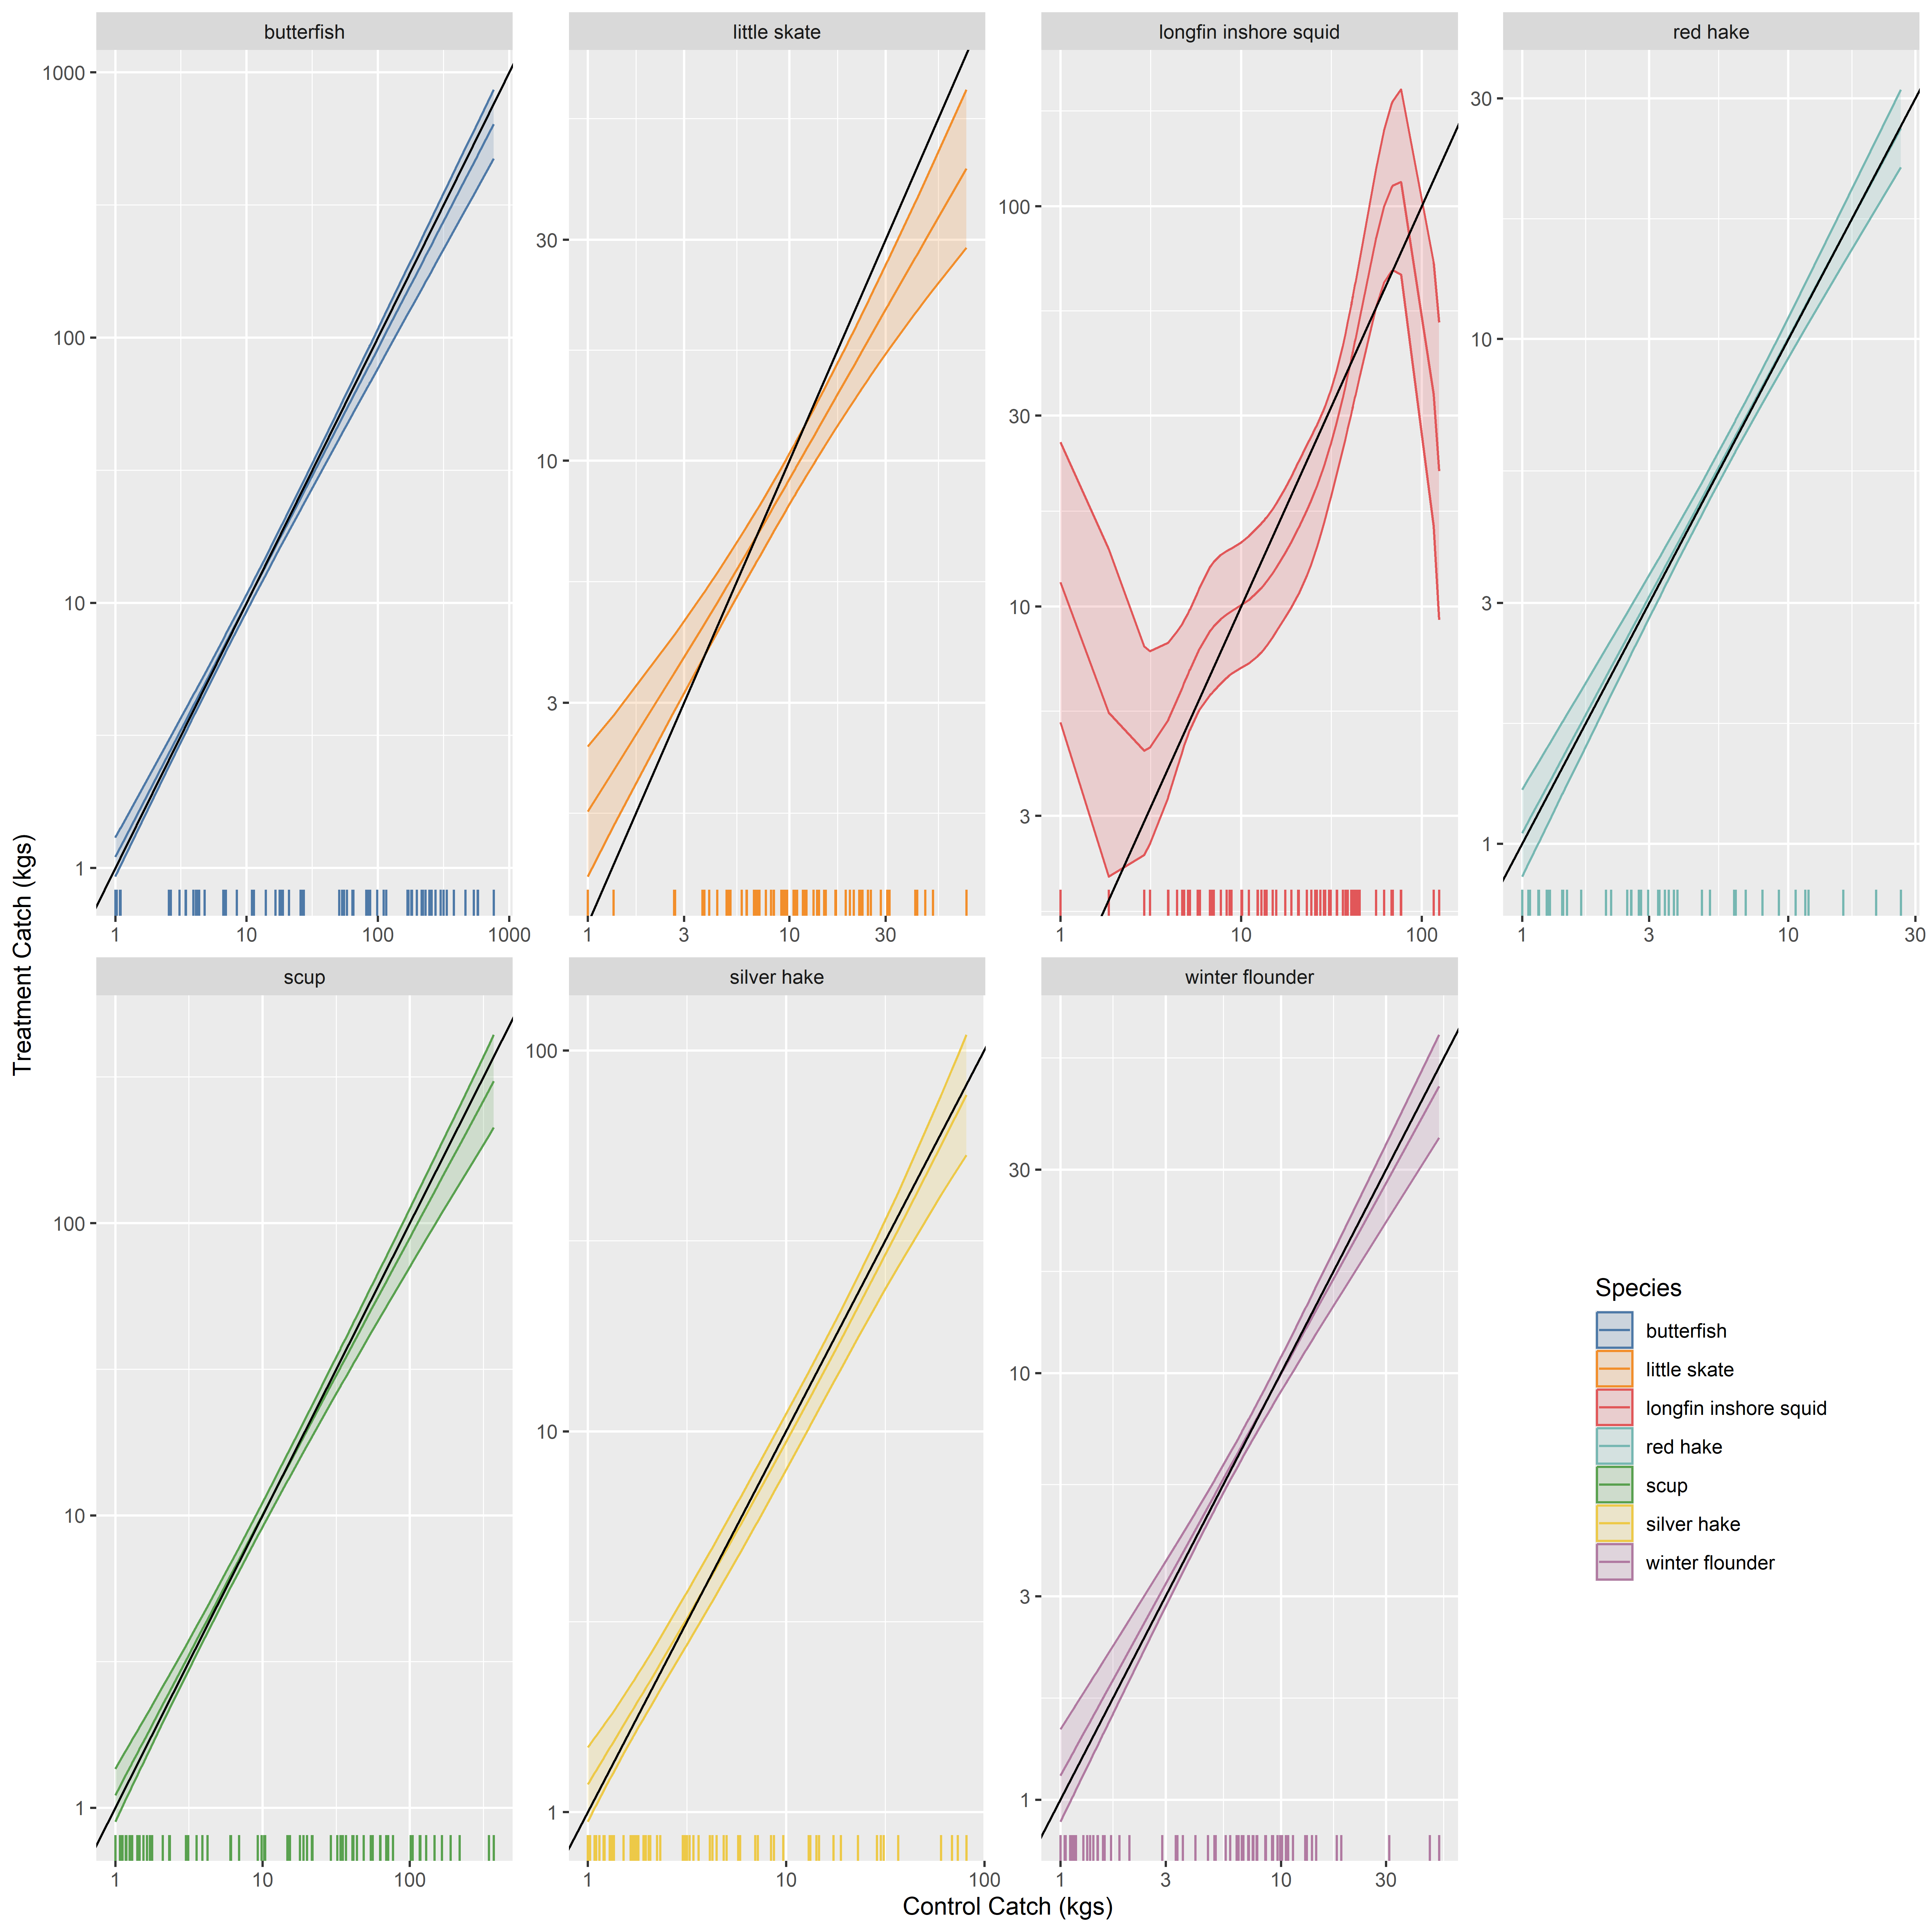 butterfish little skate longfin inshore squid red hake
1000
100
10
1
30
10
3
100
30
10
3
30
10
3
1
1 10 100 1000
1 3 10 30
1 10 100
1 3 10 30
Treatment Catch (kgs)
scup silver hake winter flounder
100
10
1
100
10
1
30
10
3
1
1 10 100
1 10 100
1 3 10 30
Control Catch (kgs)
Species
butterfish
little skate
longfin inshore squid
red hake
scup
silver hake
winter flounder